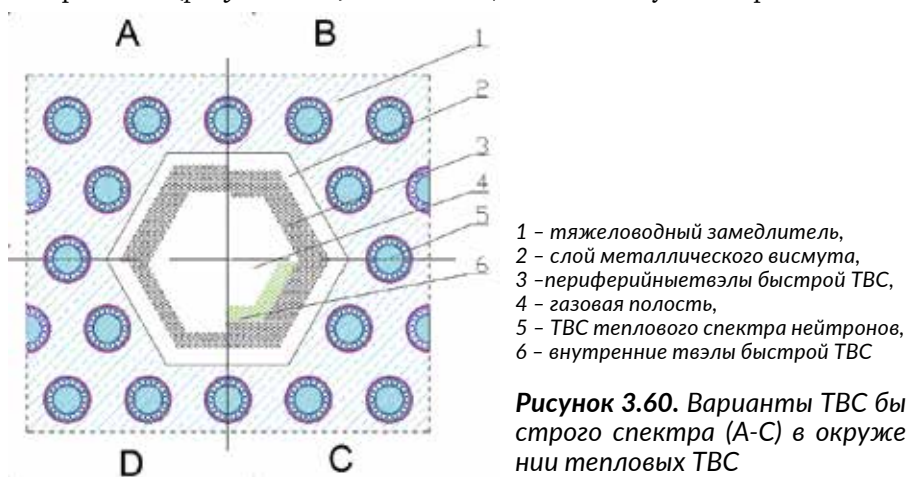 A
B
1
2
3
4
5
6
D
C
1 – тяжеловодный замедлитель,
2 – слой металлического висмута,
3 –периферийныетвэлы быстрой ТВС,
4 – газовая полость,
5 – ТВС теплового спектра нейтронов,
6 – внутренние твэлы быстрой ТВС
Рисунок 3.60. Варианты ТВС бы
строго спектра (А-С) в окруже
нии тепловых ТВС